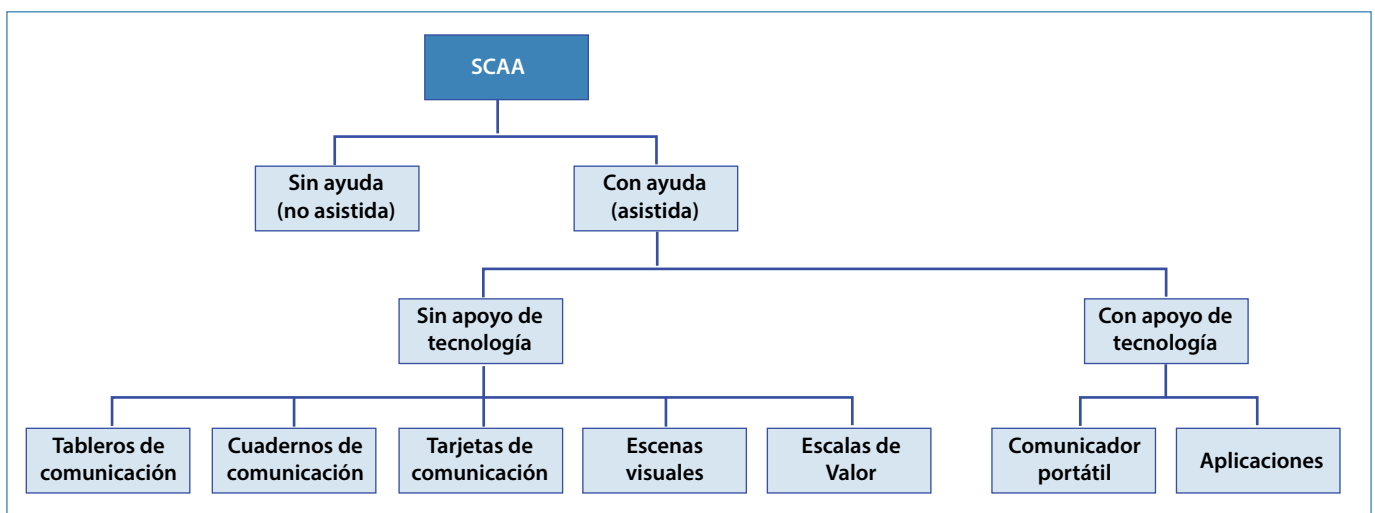 SCAA
Sin ayuda
(no asistida)
Con ayuda
(asistida)
Sin apoyo de
tecnología
Con apoyo de
tecnología
Tableros de
comunicación
Cuadernos de
comunicación
Tarjetas de
comunicación
Escenas
visuales
Escalas de
Valor
Comunicador
portátil
Aplicaciones